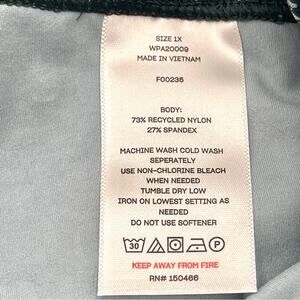 SIZE 1X
WPA20009
MADE IN VIETNAM
F00235
BODY:
73% RECYCLED NYLON
27% SPANDEX
MACHINE WASH COLD WASH
SEPERATELY
USE NON-CHLORINE BLEACH
WHEN NEEDED
TUMBLE DRY LOW
IRON ON LOWEST SETTING AS
NEEDED
DO NOT USE SOFTENER
30 P
KEEP AWAY FROM FIRE
RN# 150466